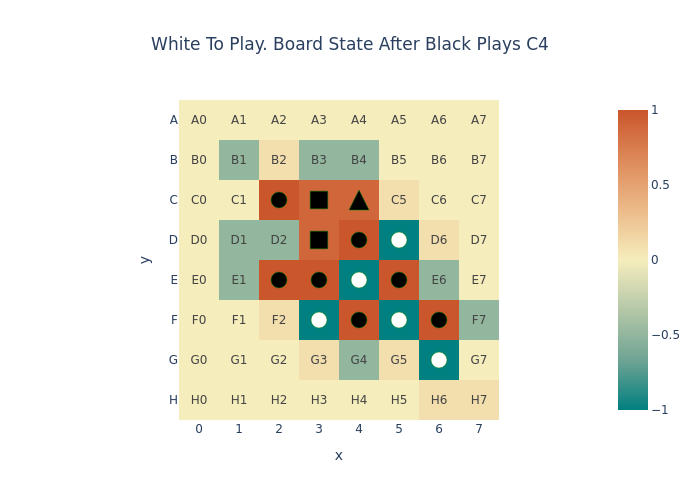 White To Play. Board State After Black Plays C4
A A0 A1 A2 A3 A4 A5 A6 A7
B B0 B1 B2 B3 B4 B5 B6 B7
C C0 C1 C5 C6 C7
D D0 D1 D2 D6 D7
E E0 E1 E6 E7
F F0 F1 F2 F7
G G0 G1 G2 G3 G4 G5 G7
H H0 H1 H2 H3 H4 H5 H6 H7
0 1 2 3 4 5 6 7
x
y
1
0.5
0
−0.5
−1